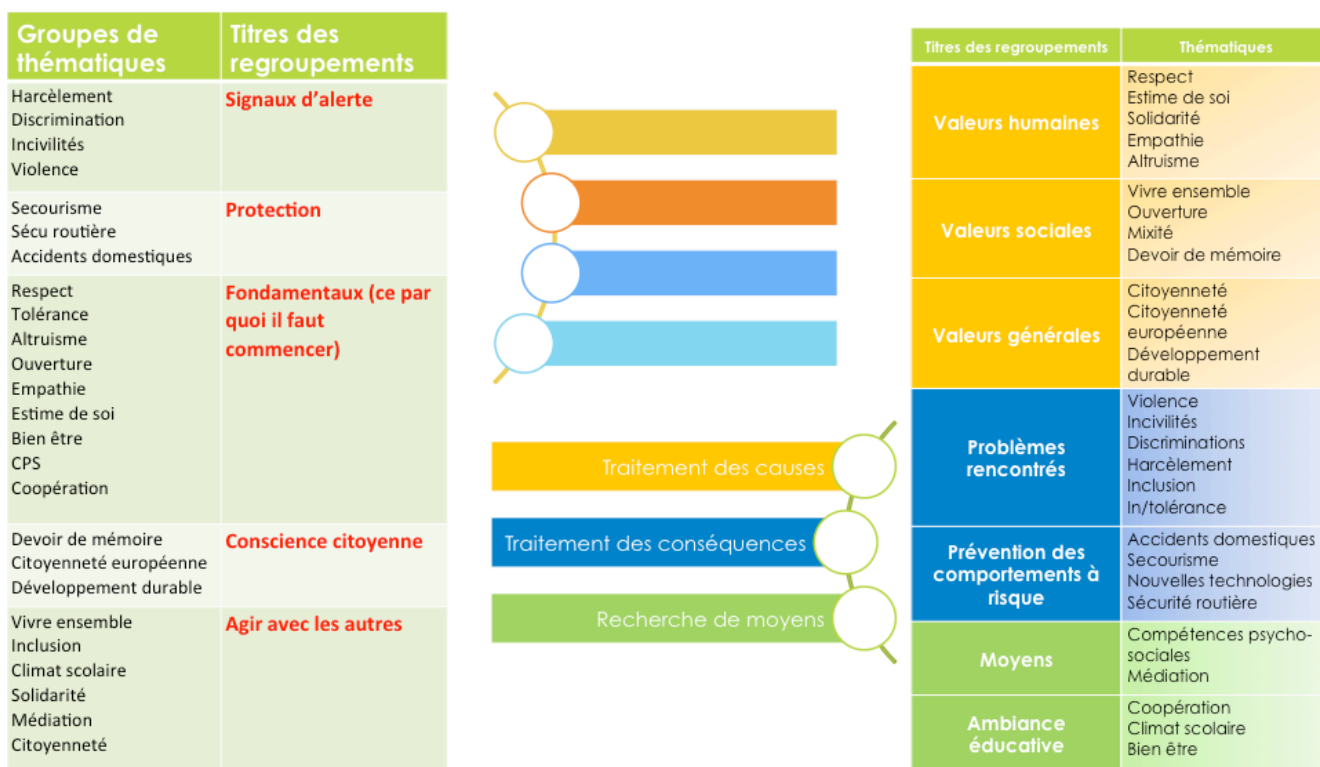 Groupes de thématiques
Titres des regroupements
Harcèlement
Discrimination
Incivilités
Violence
Signaux d’alerte
Secourisme
Sécu routière
Accidents domestiques
Protection
Respect
Tolérance
Altruisme
Ouverture
Empathie
Estime de soi
Bien être
CPS
Coopération
Fondamentaux (ce par
quoi il faut
commencer)
Devoir de mémoire
Citoyenneté européenne
Développement durable
Conscience citoyenne
Vivre ensemble
Inclusion
Climat scolaire
Solidarité
Médiation
Citoyenneté
Agir avec les autres
Traitement des causes
Traitement des conséquences
Recherche de moyens
Titres des regroupements
Thématiques
Valeurs humaines
Respect
Estime de soi
Solidarité
Empathie
Altruisme
Valeurs sociales
Vivre ensemble
Ouverture
Mixité
Devoir de mémoire
Valeurs générales
Citoyenneté
Citoyenneté
européenne
Développement
durable
Problèmes
rencontrés
Violence
Incivilités
Discriminations
Harcèlement
Inclusion
In/tolérance
Prévention des
comportements à
risque
Accidents domestiques
Secourisme
Nouvelles technologies
Sécurité routière
Moyens
Compétences psycho-
sociales
Médiation
Ambiance
éducative
Coopération
Climat scolaire
Bien être